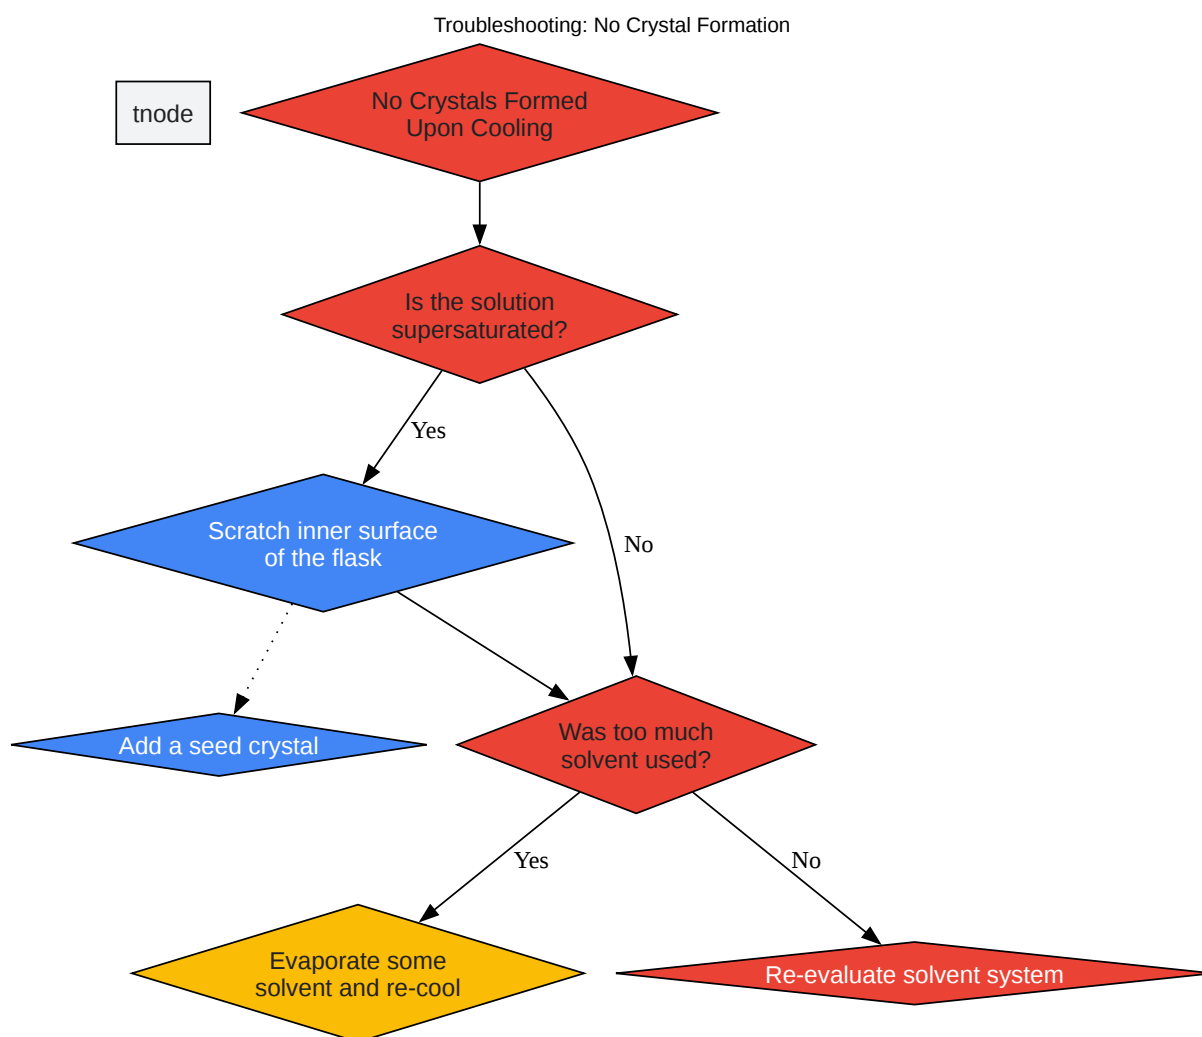 Troubleshooting: No Crystal Formation
tnode
No Crystals Formed
Upon Cooling
Is the solution
supersaturated?
Yes
Scratch inner surface
of the flask
No
Add a seed crystal
Was too much
solvent used?
Yes
No
Evaporate some
solvent and re-cool
Re-evaluate solvent system